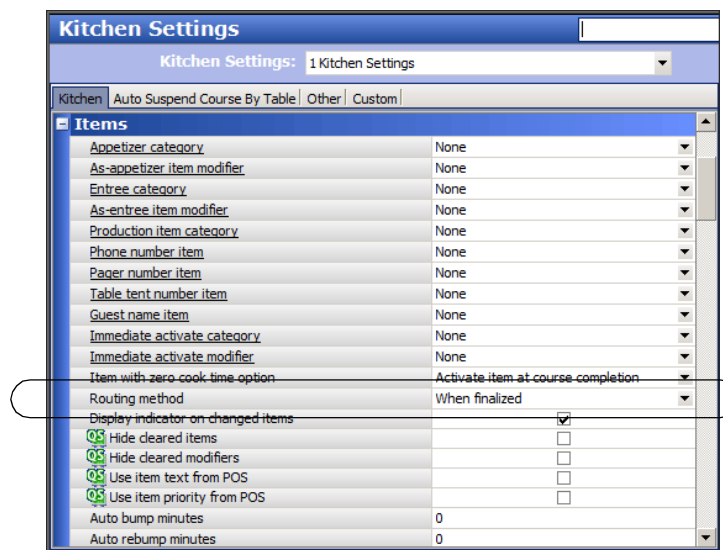 Kitchen Settings
Kitchen Settings: 1 Kitchen Settings
Kitchen Auto Suspend Course By Table Other Custom
Items
Appetizer category None
As-appetizer item modifier None
Entree category None
As-entree item modifier None
Production item category None
Phone number item None
Pager number item None
Table tent number item None
Guest name item None
Immediate activate category None
Immediate activate modifier None
Item with zero cook time option Activate item at course completion
Routing method When finalized
Display indicator on changed items
QS Hide cleared items
QS Hide cleared modifiers
QS Use item text from POS
QS Use item priority from POS
Auto bump minutes 0
Auto rebump minutes 0